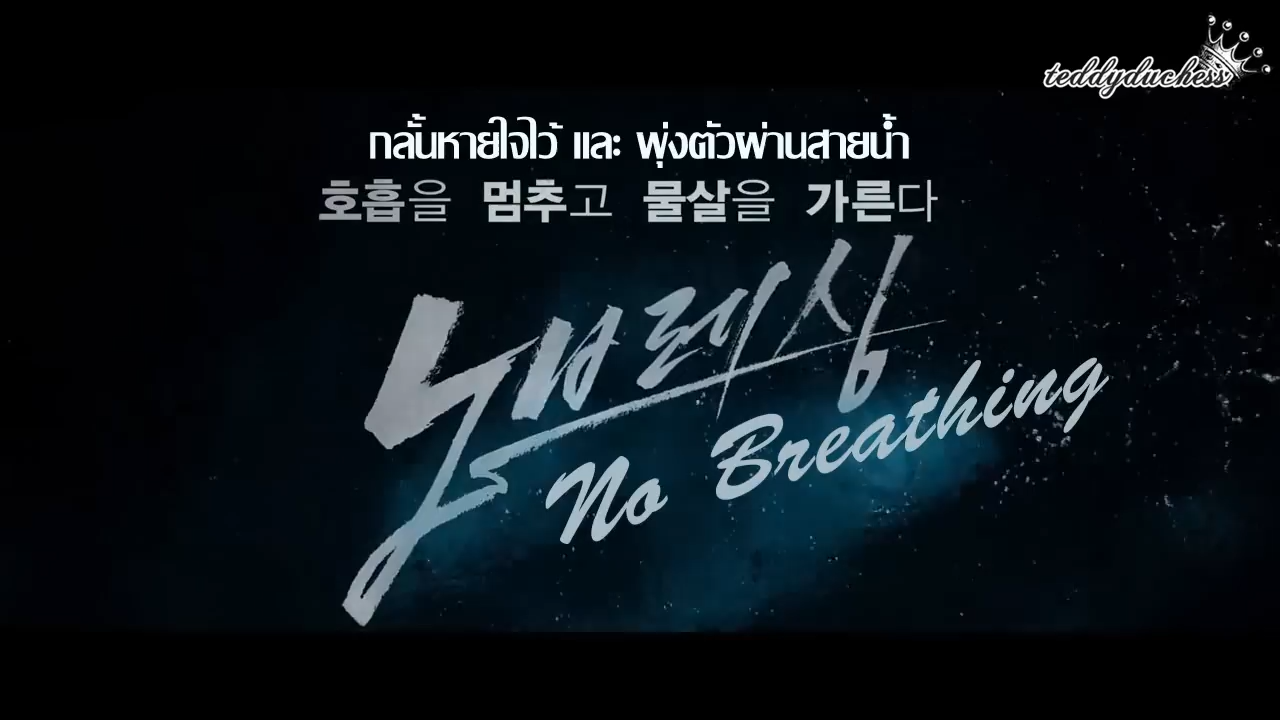 teddyduchess
กลั้นหายใจไว้ และ พุ่งตัวผ่านสายน้ำ
호흡을 멈추고 물살을 가른다
노브레싱
No Breathing